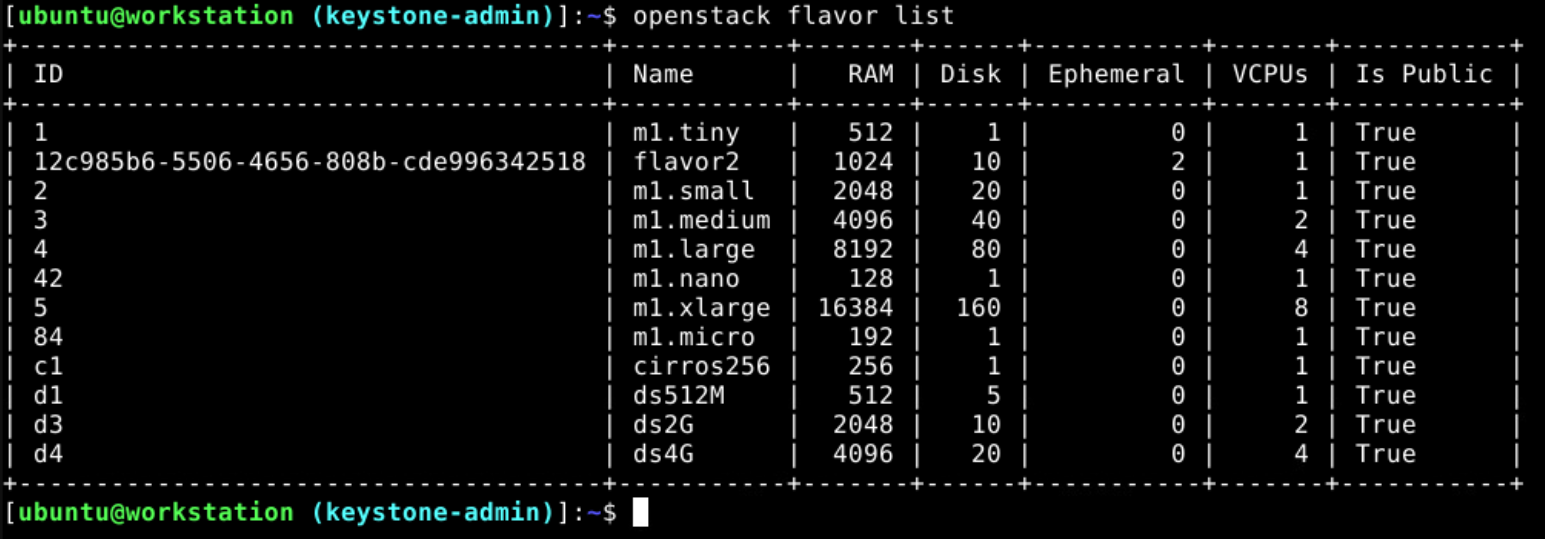 [ubuntu@workstation (keystone-admin)]:~$ openstack flavor list
+--------------------------------------+-----------+-------+------+-----------+-------+-----------+
| ID                                   | Name      |   RAM | Disk | Ephemeral | VCPUs | Is Public |
+--------------------------------------+-----------+-------+------+-----------+-------+-----------+
| 1                                    | m1.tiny   |   512 |    1 |         0 |     1 | True      |
| 12c985b6-5506-4656-808b-cde996342518 | flavor2   |  1024 |   10 |         2 |     1 | True      |
| 2                                    | m1.small  |  2048 |   20 |         0 |     1 | True      |
| 3                                    | m1.medium |  4096 |   40 |         0 |     2 | True      |
| 4                                    | m1.large  |  8192 |   80 |         0 |     4 | True      |
| 42                                   | m1.nano   |   128 |    1 |         0 |     1 | True      |
| 5                                    | m1.xlarge | 16384 |  160 |         0 |     8 | True      |
| 84                                   | m1.micro  |   192 |    1 |         0 |     1 | True      |
| c1                                   | cirros256 |   256 |    1 |         0 |     1 | True      |
| d1                                   | ds512M    |   512 |    5 |         0 |     1 | True      |
| d3                                   | ds2G      |  2048 |   10 |         0 |     2 | True      |
| d4                                   | ds4G      |  4096 |   20 |         0 |     4 | True      |
+--------------------------------------+-----------+-------+------+-----------+-------+-----------+
[ubuntu@workstation (keystone-admin)]:~$